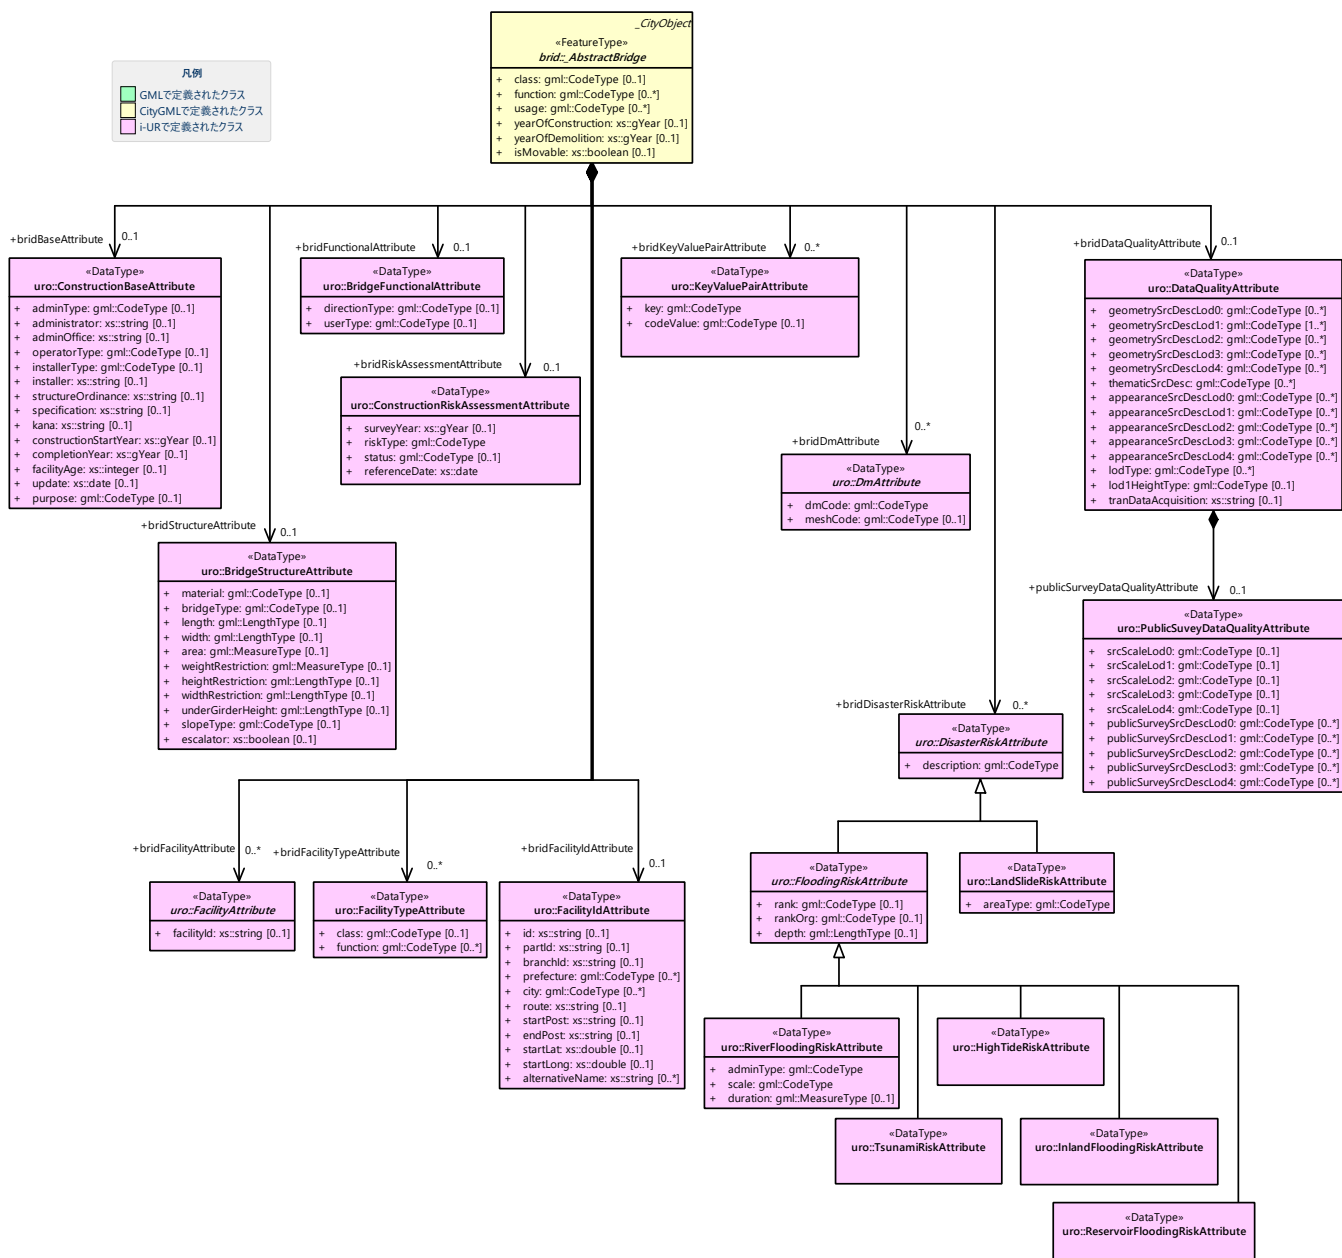 _CityObject
«FeatureType»
brid::_AbstractBridge
+ class: gml::CodeType [0..1]
+ function: gml::CodeType [0..*]
+ usage: gml::CodeType [0..*]
+ yearOfConstruction: xs::gYear [0..1]
+ yearOfDemolition: xs::gYear [0..1]
+ isMovable: xs::boolean [0..1]
凡例
GMLで定義されたクラス
CityGMLで定義されたクラス
i-URで定義されたクラス
+bridBaseAttribute 0..1
«DataType»
uro::ConstructionBaseAttribute
+ adminType: gml::CodeType [0..1]
+ administrator: xs::string [0..1]
+ adminOffice: xs::string [0..1]
+ operatorType: gml::CodeType [0..1]
+ installerType: gml::CodeType [0..1]
+ installer: xs::string [0..1]
+ structureOrdinance: xs::string [0..1]
+ specification: xs::string [0..1]
+ kana: xs::string [0..1]
+ constructionStartYear: xs::gYear [0..1]
+ completionYear: xs::gYear [0..1]
+ facilityAge: xs::integer [0..1]
+ update: xs::date [0..1]
+ purpose: gml::CodeType [0..1]
+bridFunctionalAttribute 0..1
«DataType»
uro::BridgeFunctionalAttribute
+ directionType: gml::CodeType [0..1]
+ userType: gml::CodeType [0..1]
+bridRiskAssessmentAttribute 0..1
«DataType»
uro::ConstructionRiskAssessmentAttribute
+ surveyYear: xs::gYear [0..1]
+ riskType: gml::CodeType
+ status: gml::CodeType [0..1]
+ referenceDate: xs::date
+bridKeyValuePairAttribute 0..*
«DataType»
uro::KeyValuePairAttribute
+ key: gml::CodeType
+ codeValue: gml::CodeType [0..1]
+bridDmAttribute 0..*
«DataType»
uro::DmAttribute
+ dmCode: gml::CodeType
+ meshCode: gml::CodeType [0..1]
+bridDataQualityAttribute 0..1
«DataType»
uro::DataQualityAttribute
+ geometrySrcDescLod0: gml::CodeType [0..*]
+ geometrySrcDescLod1: gml::CodeType [1..*]
+ geometrySrcDescLod2: gml::CodeType [0..*]
+ geometrySrcDescLod3: gml::CodeType [0..*]
+ geometrySrcDescLod4: gml::CodeType [0..*]
+ thematicSrcDesc: gml::CodeType [0..*]
+ appearanceSrcDescLod0: gml::CodeType [0..*]
+ appearanceSrcDescLod1: gml::CodeType [0..*]
+ appearanceSrcDescLod2: gml::CodeType [0..*]
+ appearanceSrcDescLod3: gml::CodeType [0..*]
+ appearanceSrcDescLod4: gml::CodeType [0..*]
+ lodType: gml::CodeType [0..*]
+ lod1HeightType: gml::CodeType [0..1]
+ tranDataAcquisition: xs::string [0..1]
+bridStructureAttribute 0..1
«DataType»
uro::BridgeStructureAttribute
+ material: gml::CodeType [0..1]
+ bridgeType: gml::CodeType [0..1]
+ length: gml::LengthType [0..1]
+ width: gml::LengthType [0..1]
+ area: gml::MeasureType [0..1]
+ weightRestriction: gml::MeasureType [0..1]
+ heightRestriction: gml::LengthType [0..1]
+ widthRestriction: gml::LengthType [0..1]
+ underGirderHeight: gml::LengthType [0..1]
+ slopeType: gml::CodeType [0..1]
+ escalator: xs::boolean [0..1]
+publicSurveyDataQualityAttribute 0..1
«DataType»
uro::PublicSuveyDataQualityAttribute
+ srcScaleLod0: gml::CodeType [0..1]
+ srcScaleLod1: gml::CodeType [0..1]
+ srcScaleLod2: gml::CodeType [0..1]
+ srcScaleLod3: gml::CodeType [0..1]
+ srcScaleLod4: gml::CodeType [0..1]
+ publicSurveySrcDescLod0: gml::CodeType [0..*]
+ publicSurveySrcDescLod1: gml::CodeType [0..*]
+ publicSurveySrcDescLod2: gml::CodeType [0..*]
+ publicSurveySrcDescLod3: gml::CodeType [0..*]
+ publicSurveySrcDescLod4: gml::CodeType [0..*]
+bridDisasterRiskAttribute 0..*
«DataType»
uro::DisasterRiskAttribute
+ description: gml::CodeType
+bridFacilityAttribute 0..*
«DataType»
uro::FacilityAttribute
+ facilityId: xs::string [0..1]
+bridFacilityTypeAttribute 0..*
«DataType»
uro::FacilityTypeAttribute
+ class: gml::CodeType [0..1]
+ function: gml::CodeType [0..*]
+bridFacilityIdAttribute 0..1
«DataType»
uro::FacilityIdAttribute
+ id: xs::string [0..1]
+ partId: xs::string [0..1]
+ branchId: xs::string [0..1]
+ prefecture: gml::CodeType [0..*]
+ city: gml::CodeType [0..*]
+ route: xs::string [0..1]
+ startPost: xs::string [0..1]
+ endPost: xs::string [0..1]
+ startLat: xs::double [0..1]
+ startLong: xs::double [0..1]
+ alternativeName: xs::string [0..*]
«DataType»
uro::FloodingRiskAttribute
+ rank: gml::CodeType [0..1]
+ rankOrg: gml::CodeType [0..1]
+ depth: gml::LengthType [0..1]
«DataType»
uro::LandSlideRiskAttribute
+ areaType: gml::CodeType
«DataType»
uro::RiverFloodingRiskAttribute
+ adminType: gml::CodeType
+ scale: gml::CodeType
+ duration: gml::MeasureType [0..1]
«DataType»
uro::HighTideRiskAttribute
«DataType»
uro::TsunamiRiskAttribute
«DataType»
uro::InlandFloodingRiskAttribute
«DataType»
uro::ReservoirFloodingRiskAttribute